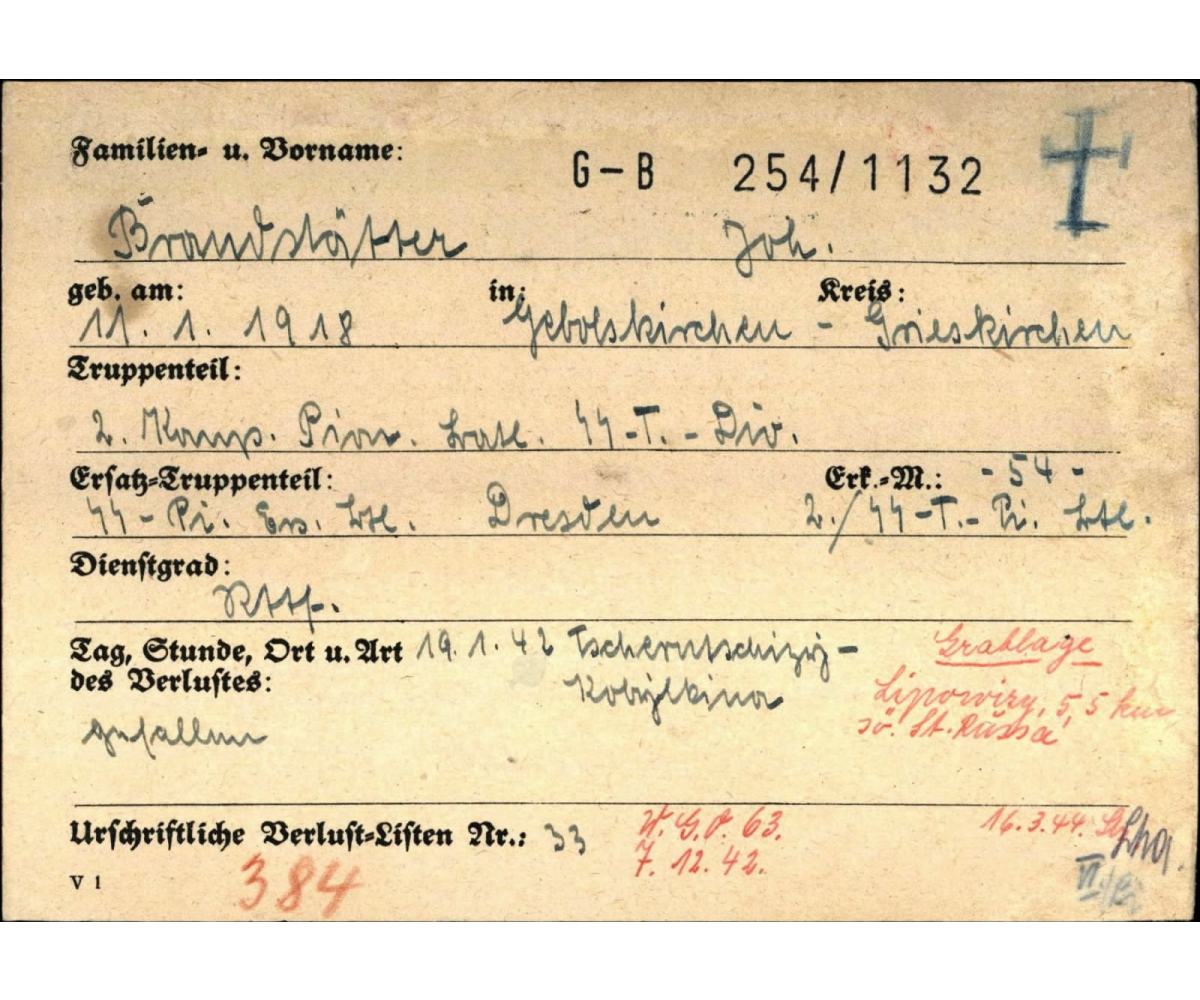 Familien- u. Vorname:
G-B 254/1132
Brandstätter Joh.
geb. am: in: Kreis:
11. 1. 1918 Gebolskirchen - Grieskirchen
Truppenteil:
2. Komp. Pion. Batl. SS-T.-Div.
Ersatz-Truppenteil: Erk.-M.: - 54 -
SS-Pi. Ers. Btl. Dresden 2./SS-T.-Pi. Btl.
Dienstgrad:
Rttf.
Tag, Stunde, Ort u. Art 19.1.42 Tscherntschizij-
des Verlustes: Kobylkina
gefallen
Grablage
Lipowizy, 5,5 km
sö. St. Russa
Urschriftliche Verlust-Listen Nr.: 33
W.G.O. 63.
7. 12. 42.
16.3.44.
384
V 1